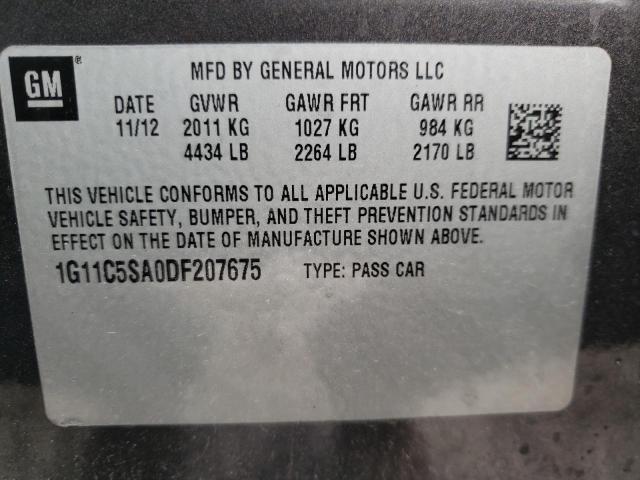 GM®
MFD BY GENERAL MOTORS LLC
DATE GVWR GAWR FRT GAWR RR
11/12 2011 KG 1027 KG 984 KG
4434 LB 2264 LB 2170 LB
THIS VEHICLE CONFORMS TO ALL APPLICABLE U.S. FEDERAL MOTOR
VEHICLE SAFETY, BUMPER, AND THEFT PREVENTION STANDARDS IN
EFFECT ON THE DATE OF MANUFACTURE SHOWN ABOVE.
1G11C5SA0DF207675 TYPE: PASS CAR